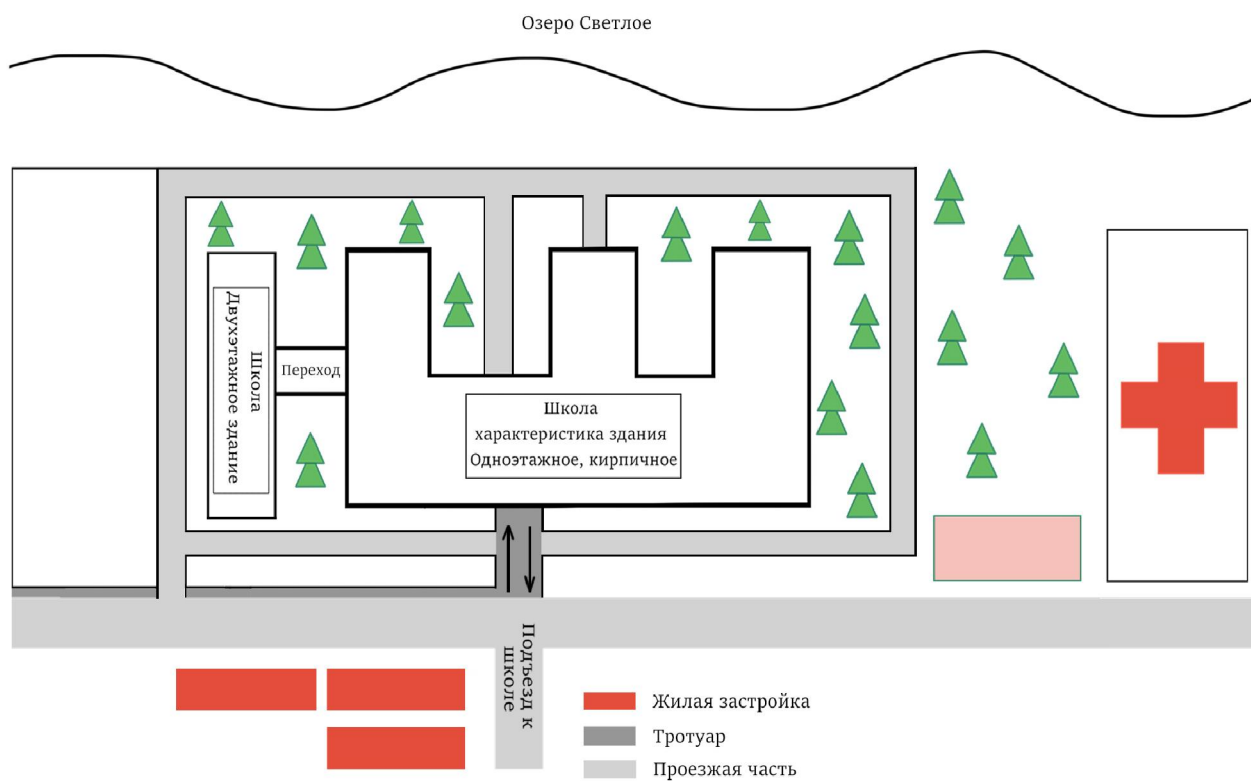 Озеро Светлое
Школа
Двухэтажное здание
Переход
Школа
характеристика здания
Одноэтажное, кирпичное
Подъезд к
школе
Жилая застройка
Тротуар
Проезжая часть